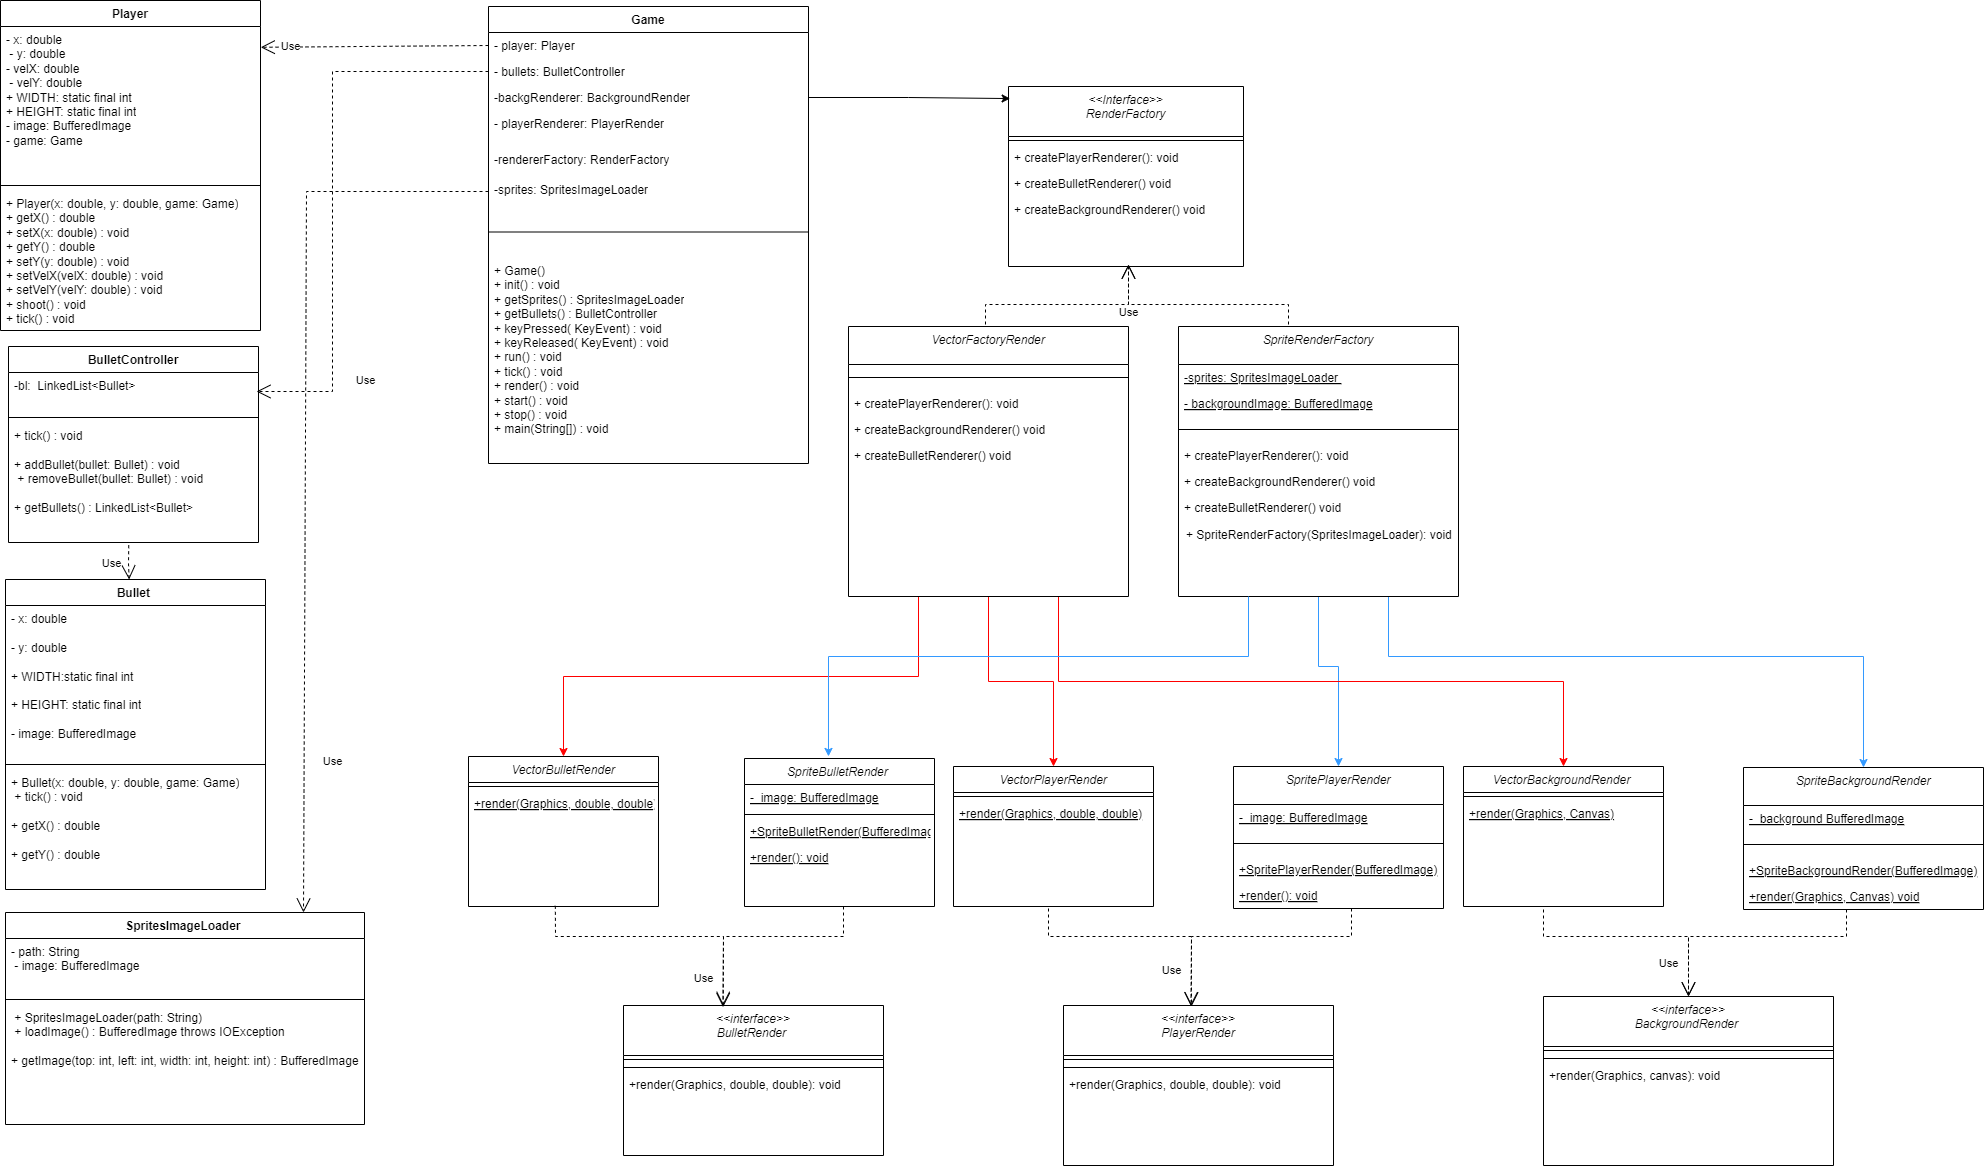 Player
- x: double
- y: double
- velX: double
- velY: double
+ WIDTH: static final int
+ HEIGHT: static final int
- image: BufferedImage
- game: Game
+ Player(x: double, y: double, game: Game)
+ getX() : double
+ setX(x: double) : void
+ getY() : double
+ setY(y: double) : void
+ setVelX(velX: double) : void
+ setVelY(velY: double) : void
+ shoot() : void
+ tick() : void
Use
Game
- player: Player
- bullets: BulletController
-backgRenderer: BackgroundRender
- playerRenderer: PlayerRender
-rendererFactory: RenderFactory
-sprites: SpritesImageLoader
+ Game()
+ init() : void
+ getSprites() : SpritesImageLoader
+ getBullets() : BulletController
+ keyPressed( KeyEvent) : void
+ keyReleased( KeyEvent) : void
+ run() : void
+ tick() : void
+ render() : void
+ start() : void
+ stop() : void
+ main(String[]) : void
<<Interface>>
RenderFactory
+ createPlayerRenderer(): void
+ createBulletRenderer() void
+ createBackgroundRenderer() void
Use
BulletController
-bl:  LinkedList<Bullet>
+ tick() : void
+ addBullet(bullet: Bullet) : void
+ removeBullet(bullet: Bullet) : void
+ getBullets() : LinkedList<Bullet>
Use
VectorFactoryRender
+ createPlayerRenderer(): void
+ createBackgroundRenderer() void
+ createBulletRenderer() void
SpriteRenderFactory
-sprites: SpritesImageLoader
- backgroundImage: BufferedImage
+ createPlayerRenderer(): void
+ createBackgroundRenderer() void
+ createBulletRenderer() void
+ SpriteRenderFactory(SpritesImageLoader): void
Use
Bullet
- x: double
- y: double
+ WIDTH:static final int
+ HEIGHT: static final int
- image: BufferedImage
+ Bullet(x: double, y: double, game: Game)
+ tick() : void
+ getX() : double
+ getY() : double
Use
VectorBulletRender
+render(Graphics, double, double
SpriteBulletRender
-  image: BufferedImage
+SpriteBulletRender(BufferedImag
+render(): void
VectorPlayerRender
+render(Graphics, double, double)
SpritePlayerRender
-  image: BufferedImage
+SpritePlayerRender(BufferedImage)
+render(): void
VectorBackgroundRender
+render(Graphics, Canvas)
SpriteBackgroundRender
-  background BufferedImage
+SpriteBackgroundRender(BufferedImage)
+render(Graphics, Canvas) void
SpritesImageLoader
- path: String
- image: BufferedImage
+ SpritesImageLoader(path: String)
+ loadImage() : BufferedImage throws IOException
+ getImage(top: int, left: int, width: int, height: int) : BufferedImage
Use
<<interface>>
BulletRender
+render(Graphics, double, double): void
Use
<<interface>>
PlayerRender
+render(Graphics, double, double): void
Use
<<interface>>
BackgroundRender
+render(Graphics, canvas): void